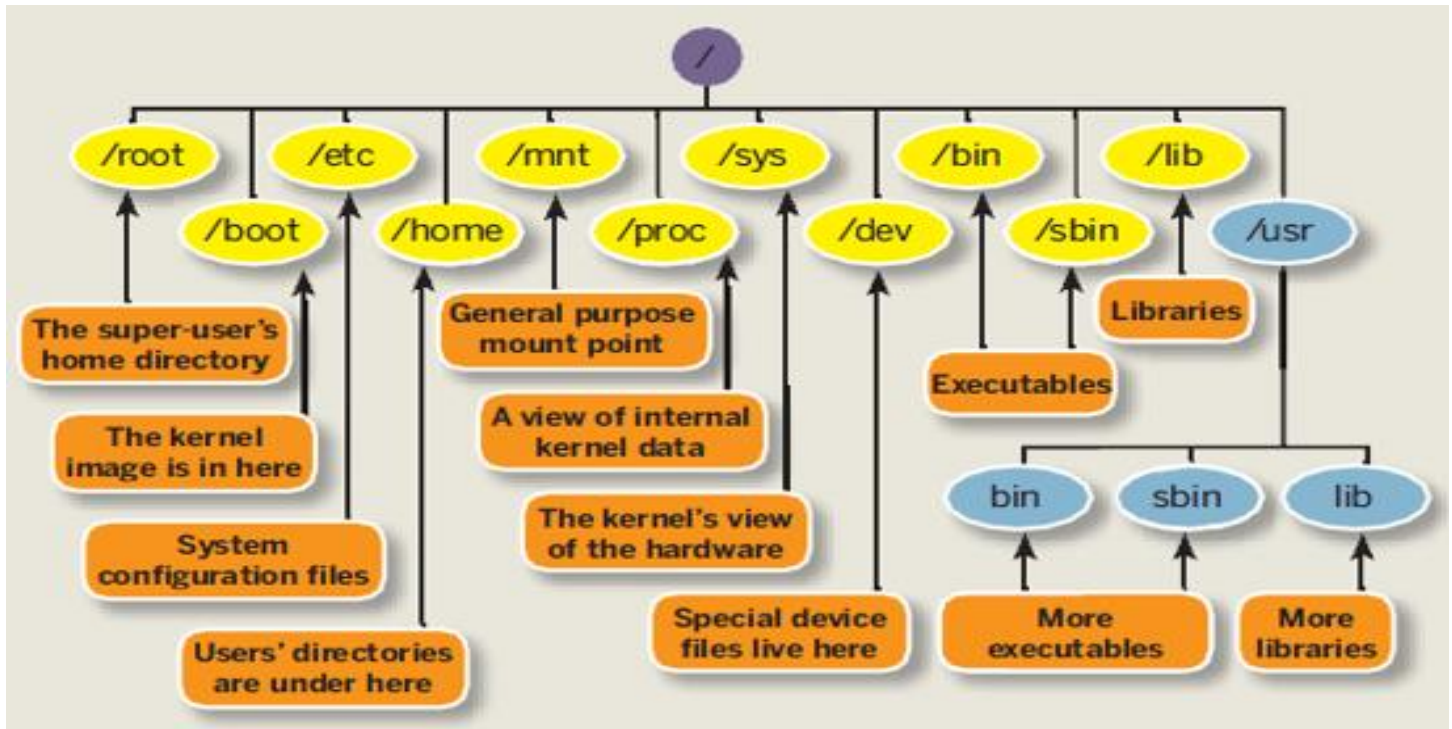 /
/root
/etc
/mnt
/sys
/bin
/lib
/boot
/home
/proc
/dev
/sbin
/usr
The super-user's
home directory
General purpose
mount point
Libraries
Executables
The kernel
image is in here
A view of internal
kernel data
bin
sbin
lib
System
configuration files
The kernel's view
of the hardware
Users' directories
are under here
Special device
files live here
More
executables
More
libraries